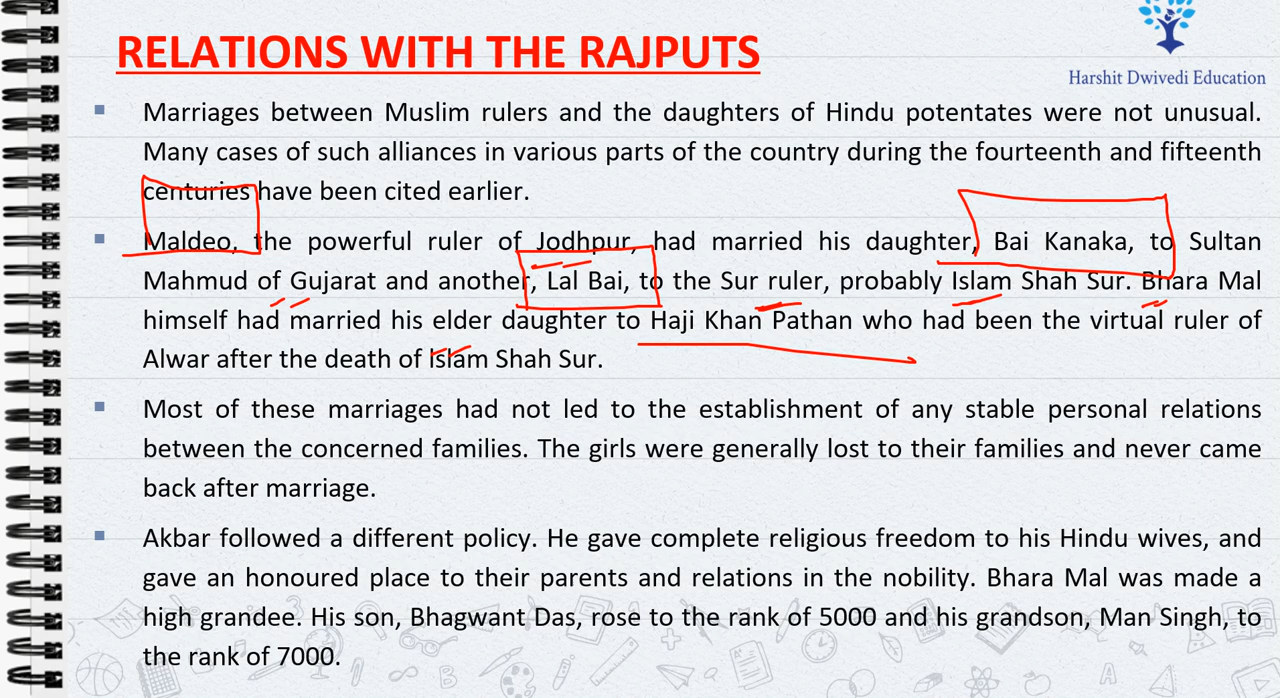 RELATIONS WITH THE RAJPUTS
Harshit Dwivedi Education
Marriages between Muslim rulers and the daughters of Hindu potentates were not unusual.
Many cases of such alliances in various parts of the country during the fourteenth and fifteenth
centuries have been cited earlier.
Maldeo, the powerful ruler of Jodhpur, had married his daughter, Bai Kanaka, to Sultan
Mahmud of Gujarat and another, Lal Bai, to the Sur ruler, probably Islam Shah Sur. Bhara Mal
himself had married his elder daughter to Haji Khan Pathan who had been the virtual ruler of
Alwar after the death of Islam Shah Sur.
Most of these marriages had not led to the establishment of any stable personal relations
between the concerned families. The girls were generally lost to their families and never came
back after marriage.
Akbar followed a different policy. He gave complete religious freedom to his Hindu wives, and
gave an honoured place to their parents and relations in the nobility. Bhara Mal was made a
high grandee. His son, Bhagwant Das, rose to the rank of 5000 and his grandson, Man Singh, to
the rank of 7000.